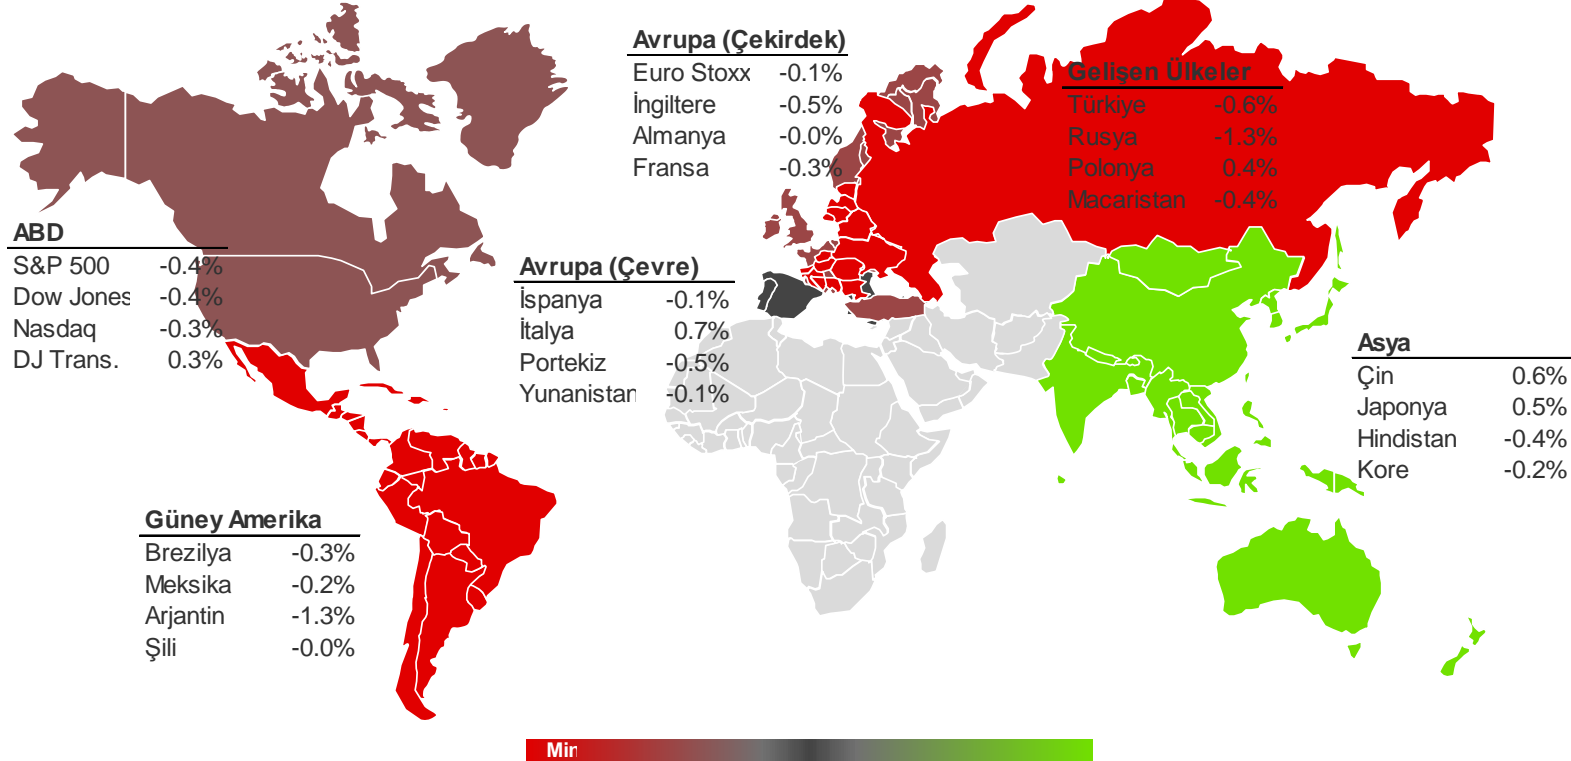 Avrupa (Çekirdek)
Euro Stoxx -0.1%
İngiltere -0.5%
Almanya -0.0%
Fransa -0.3%
Gelişen Ülkeler
Türkiye -0.6%
Rusya -1.3%
Polonya 0.4%
Macaristan -0.4%
ABD
S&P 500 -0.4%
Dow Jones -0.4%
Nasdaq -0.3%
DJ Trans. 0.3%
Avrupa (Çevre)
İspanya -0.1%
İtalya 0.7%
Portekiz -0.5%
Yunanistan -0.1%
Asya
Çin 0.6%
Japonya 0.5%
Hindistan -0.4%
Kore -0.2%
Güney Amerika
Brezilya -0.3%
Meksika -0.2%
Arjantin -1.3%
Şili -0.0%
Min